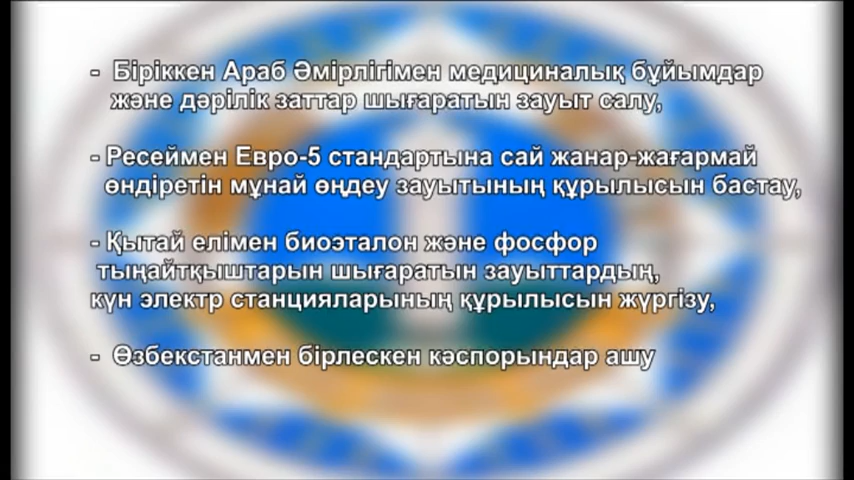 - Біріккен Араб Әмірлігімен медициналық бұйымдар
және дәрілік заттар шығаратын зауыт салу,
- Ресеймен Евро-5 стандартына сай жанар-жағармай
өндіретін мұнай өңдеу зауытының құрылысын бастау,
- Қытай елімен биоэталон және фосфор
тыңайтқыштарын шығаратын зауыттардың,
күн электр станцияларының құрылысын жүргізу,
- Өзбекстанмен бірлескен кәспорындар ашу